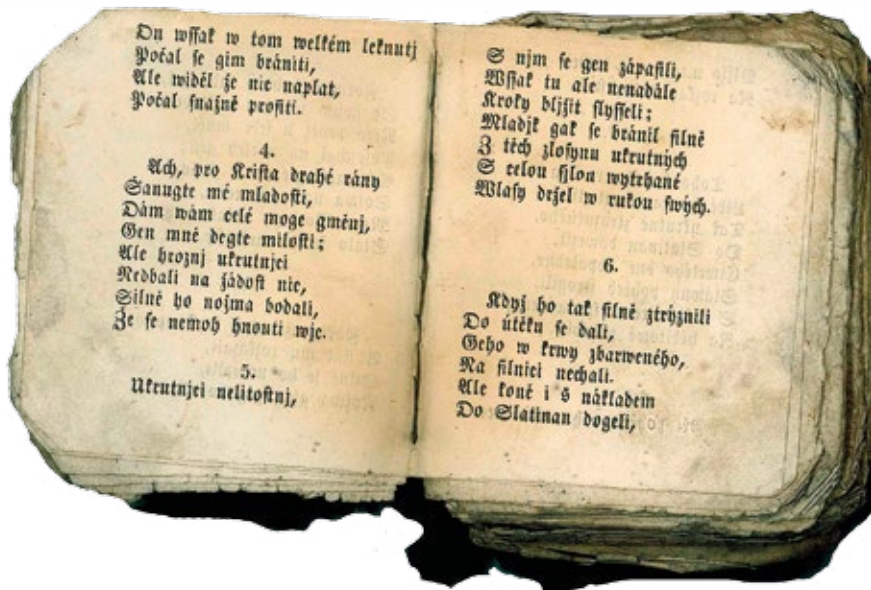 On wſſak w tom welkém leknutj
Počal ſe gim brániti,
Ale widěl že nic naplat,
Počal ſnažně proſiti.
4.
Ach, pro Kriſta drahé rány
Šanugte mé mladoſti,
Dám wám celé moge gměnj,
Gen mně degte miloſti;
Ale hroznj ukrutnjci
Nedbali na žádoſt nic,
Silně ho nojma bodali,
Že ſe nemoh hnouti wjc.
5.
Ukrutnjci nelitoſtnj,
S njm ſe gen zápaſili,
Wſſak tu ale nenadále
Kroky bljžit ſlyſſeli;
Mladjk gak ſe bránil ſilně
Z těch zloſynu ukrutných
S celou ſjlou wytrhané
Wlaſy držel w rukou ſwých.
6.
Když ho tak ſilně ztrýznili
Do útěku ſe dali,
Geho w krwy zbarweného,
Na ſilnici nechali.
Ale koně i s nákladem
Do Slatinan dogeli,